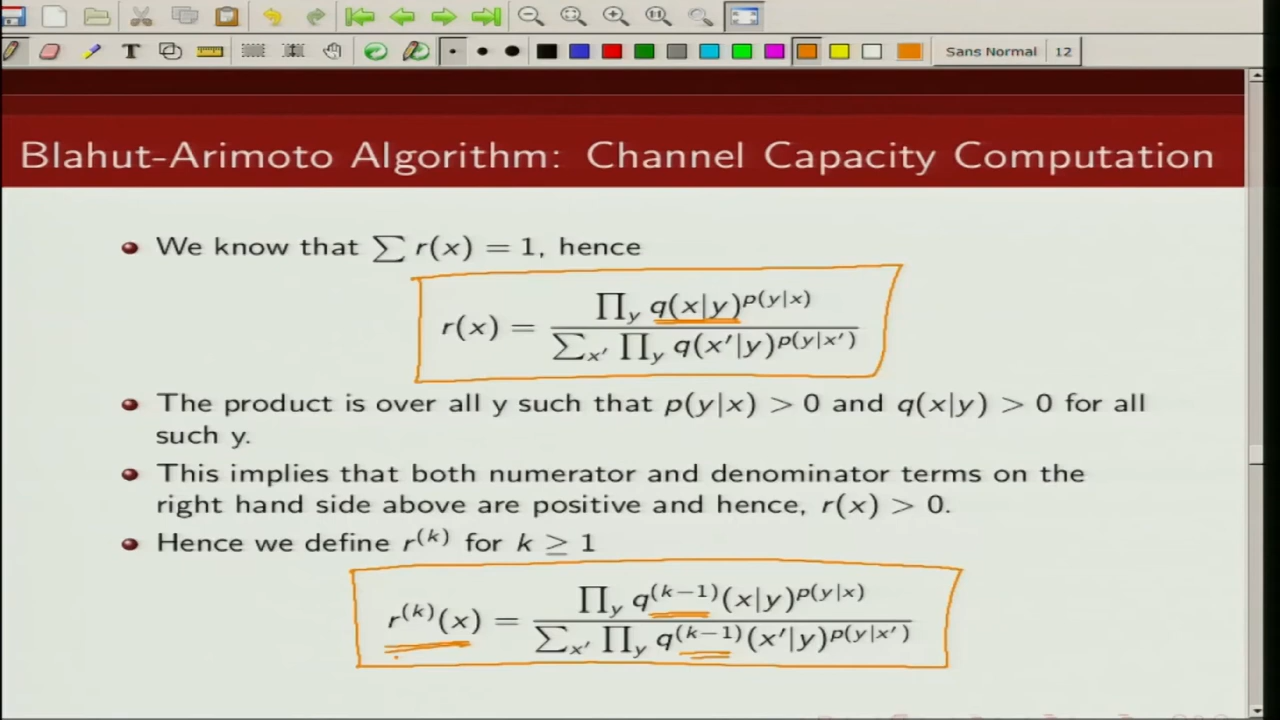 Sans Normal 12
Blahut-Arimoto Algorithm: Channel Capacity Computation
We know that ∑ r(x) = 1, hence
r(x) = ∏_y q(x|y)^{p(y|x)} / ∑_{x′} ∏_y q(x′|y)^{p(y|x′)}
The product is over all y such that p(y|x) > 0 and q(x|y) > 0 for all
such y.
This implies that both numerator and denominator terms on the
right hand side above are positive and hence, r(x) > 0.
Hence we define r^{(k)} for k ≥ 1
r^{(k)}(x) = ∏_y q^{(k−1)}(x|y)^{p(y|x)} / ∑_{x′} ∏_y q^{(k−1)}(x′|y)^{p(y|x′)}